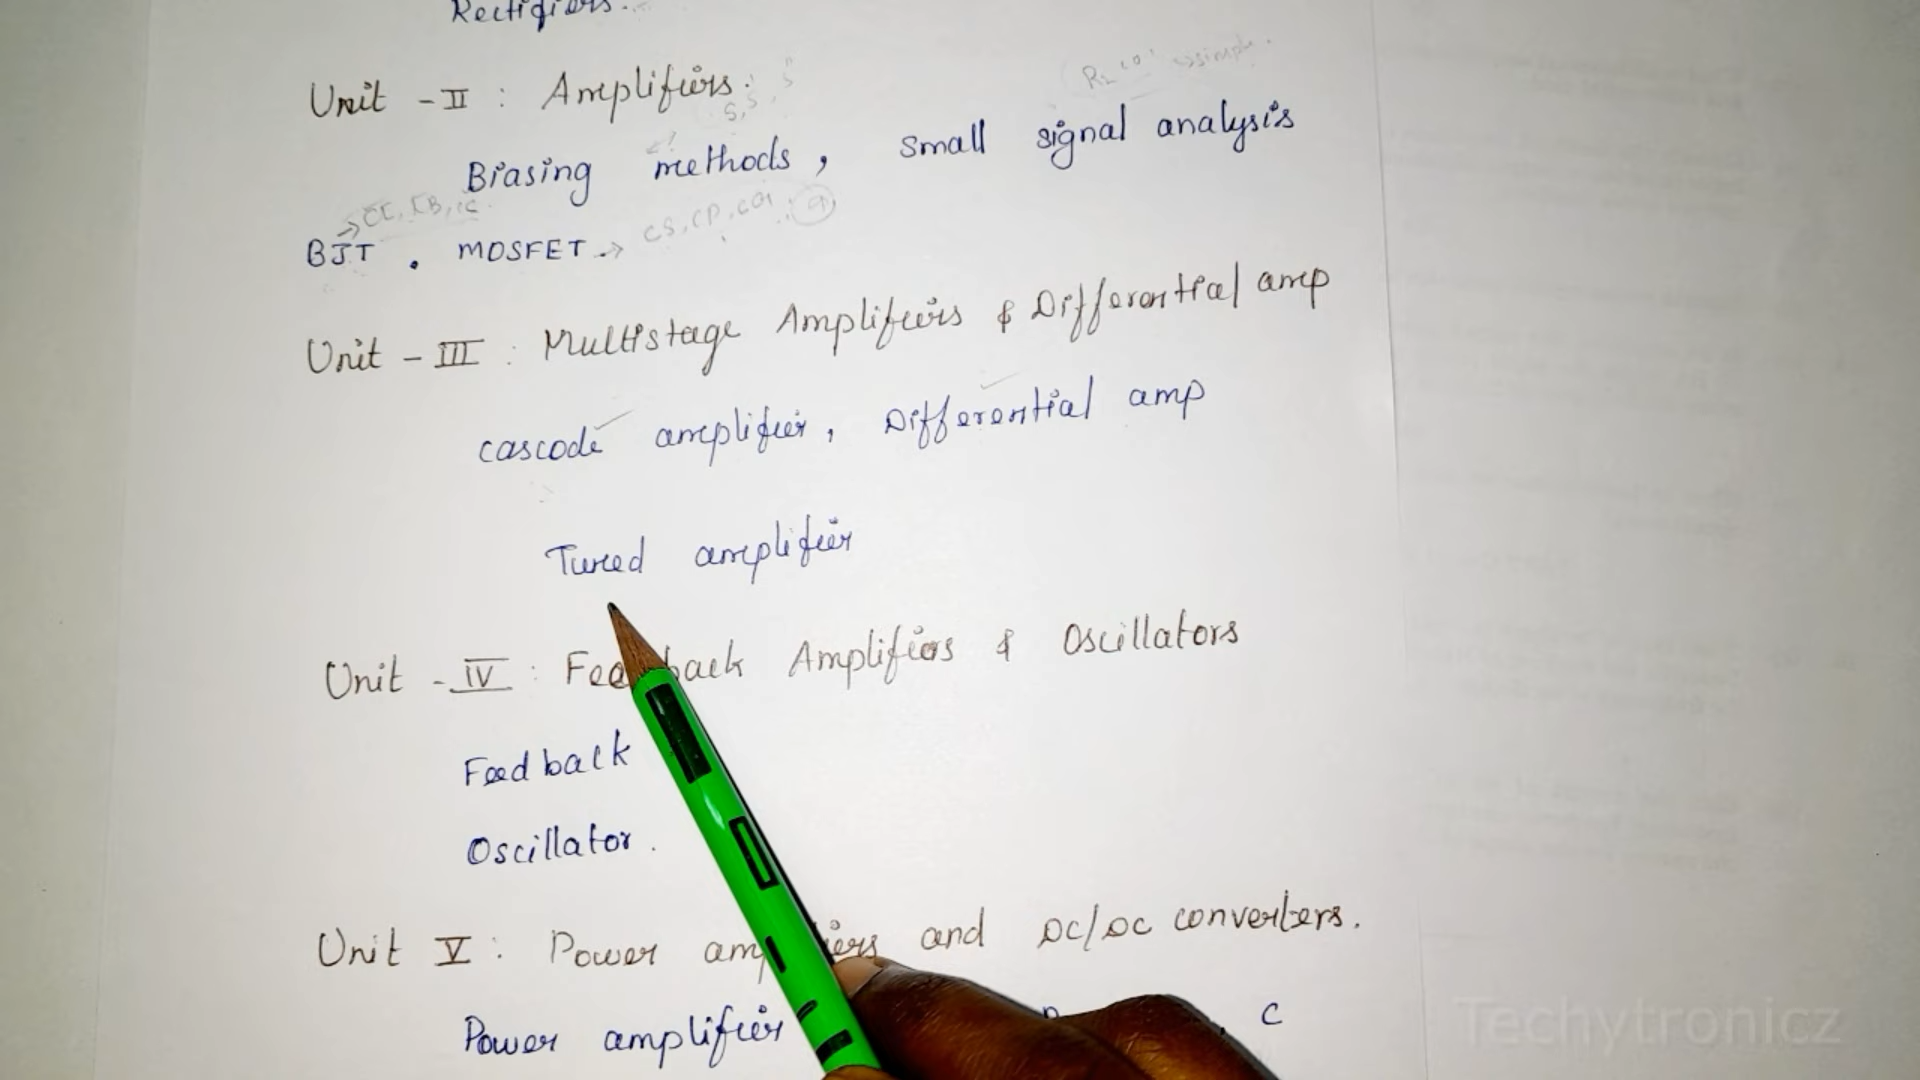 Rectifiers.
Unit - II : Amplifiers.
Biasing methods, small signal analysis
BJT . MOSFET →
Unit - III : Multistage Amplifiers & Differential amp
cascode amplifier, Differential amp
Tuned amplifier
Unit - IV : Feedback Amplifiers & Oscillators
Feedback
Oscillator.
Unit V : Power amplifiers and DC/DC converters.
Power amplifier C
Techytronicz